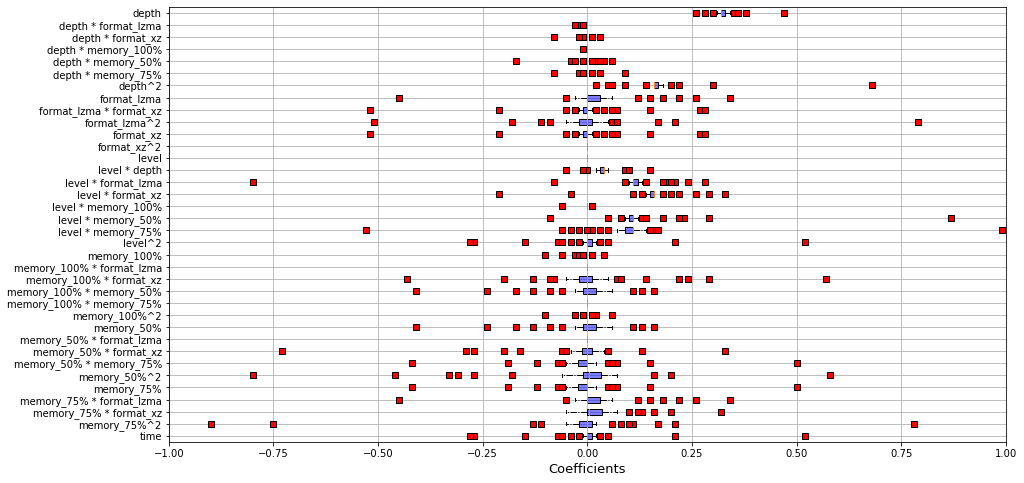 depth
depth * format_lzma
depth * format_xz
depth * memory_100%
depth * memory_50%
depth * memory_75%
depth^2
format_lzma
format_lzma * format_xz
format_lzma^2
format_xz
format_xz^2
level
level * depth
level * format_lzma
level * format_xz
level * memory_100%
level * memory_50%
level * memory_75%
level^2
memory_100%
memory_100% * format_lzma
memory_100% * format_xz
memory_100% * memory_50%
memory_100% * memory_75%
memory_100%^2
memory_50%
memory_50% * format_lzma
memory_50% * format_xz
memory_50% * memory_75%
memory_50%^2
memory_75%
memory_75% * format_lzma
memory_75% * format_xz
memory_75%^2
time
−1.00 −0.75 −0.50 −0.25 0.00 0.25 0.50 0.75 1.00
Coefficients